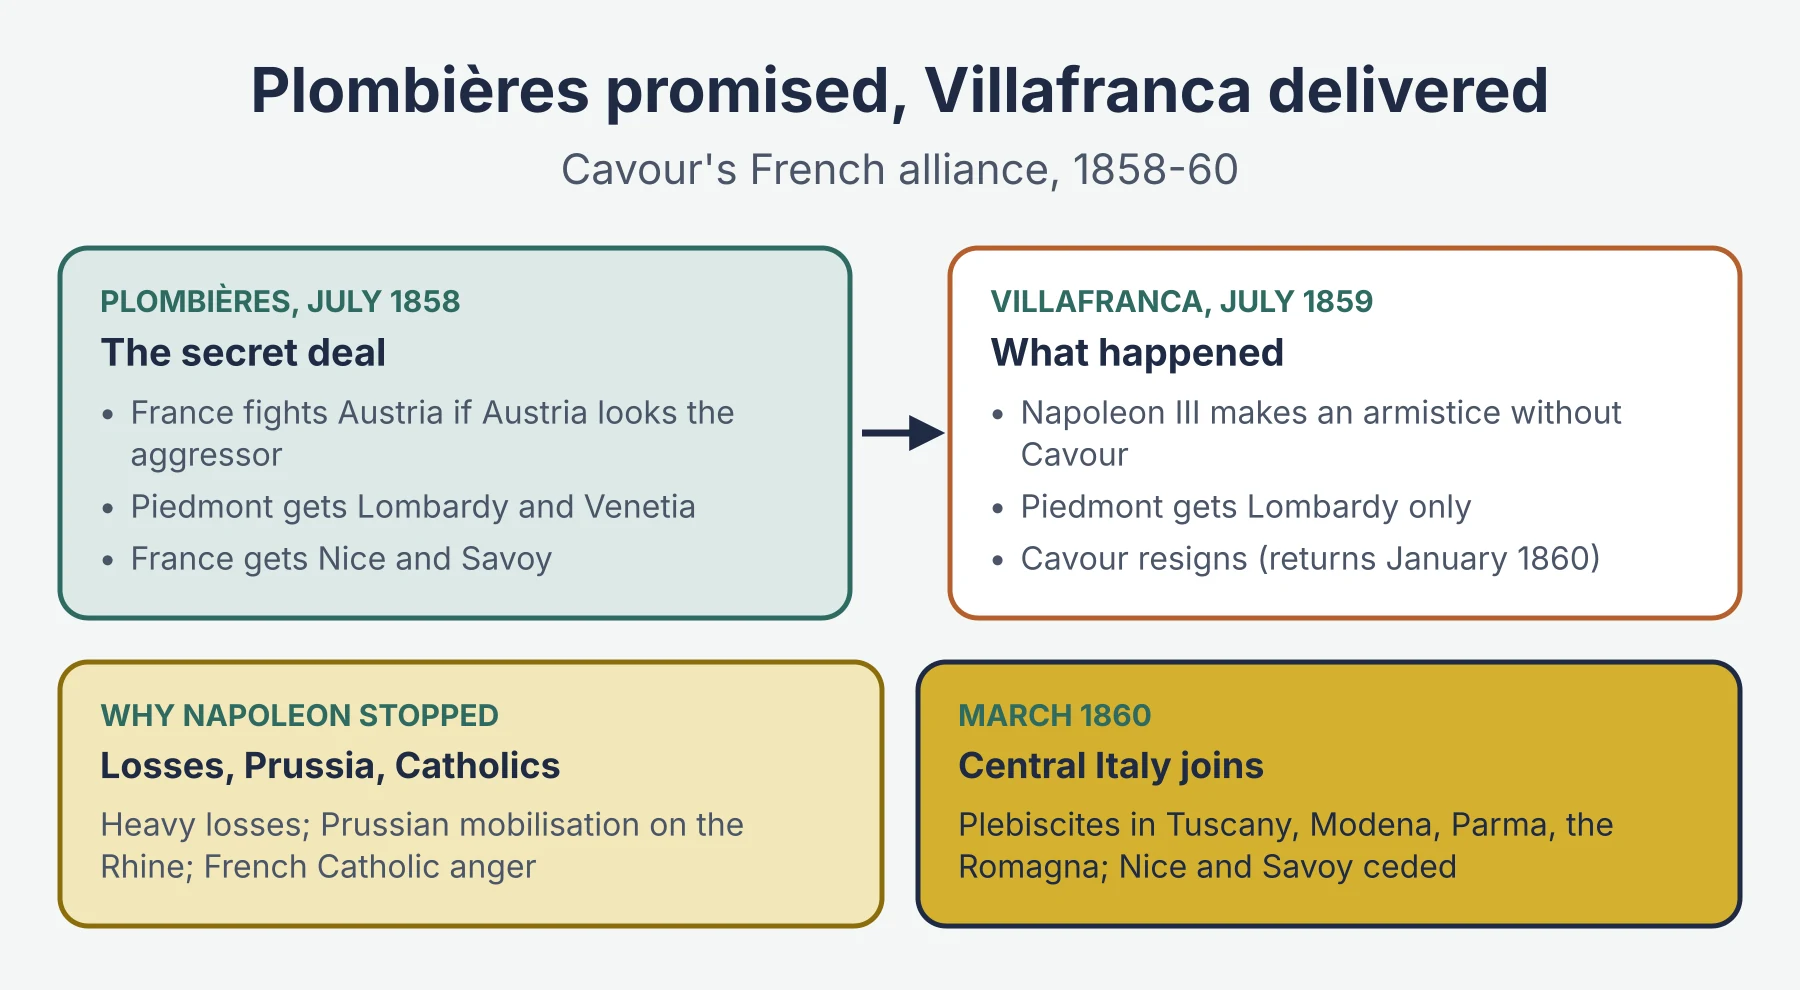 Plombières promised, Villafranca delivered
Cavour's French alliance, 1858-60
PLOMBIÈRES, JULY 1858
The secret deal
• France fights Austria if Austria looks the
aggressor
• Piedmont gets Lombardy and Venetia
• France gets Nice and Savoy
VILLAFRANCA, JULY 1859
What happened
• Napoleon III makes an armistice without
Cavour
• Piedmont gets Lombardy only
• Cavour resigns (returns January 1860)
WHY NAPOLEON STOPPED
Losses, Prussia, Catholics
Heavy losses; Prussian mobilisation on the
Rhine; French Catholic anger
MARCH 1860
Central Italy joins
Plebiscites in Tuscany, Modena, Parma, the
Romagna; Nice and Savoy ceded